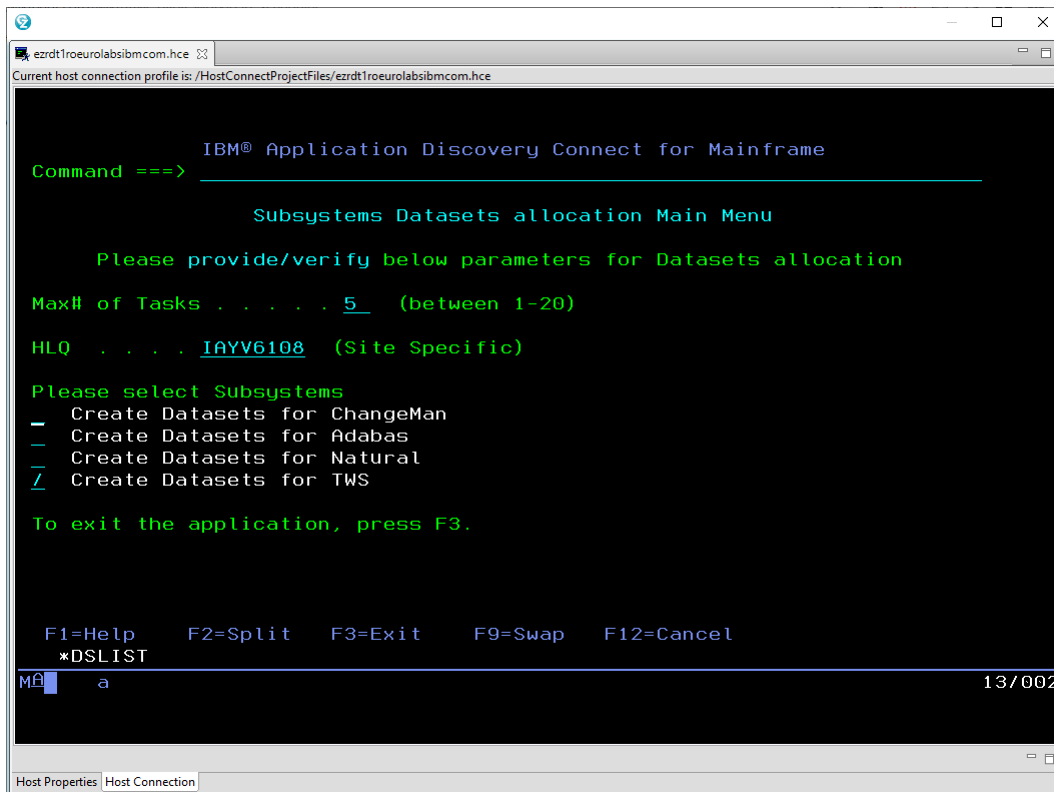 ezrdt1roeurolabsibmcom.hce
Current host connection profile is: /HostConnectProjectFiles/ezrdt1roeurolabsibmcom.hce
IBM® Application Discovery Connect for Mainframe
Command ===>
Subsystems Datasets allocation Main Menu
Please provide/verify below parameters for Datasets allocation
Max# of Tasks . . . . . 5 (between 1-20)
HLQ . . . . IAYV6108 (Site Specific)
Please select Subsystems
_ Create Datasets for ChangeMan
_ Create Datasets for Adabas
_ Create Datasets for Natural
/ Create Datasets for TWS
To exit the application, press F3.
F1=Help F2=Split F3=Exit F9=Swap F12=Cancel
*DSLIST
MA a 13/002
Host Properties Host Connection